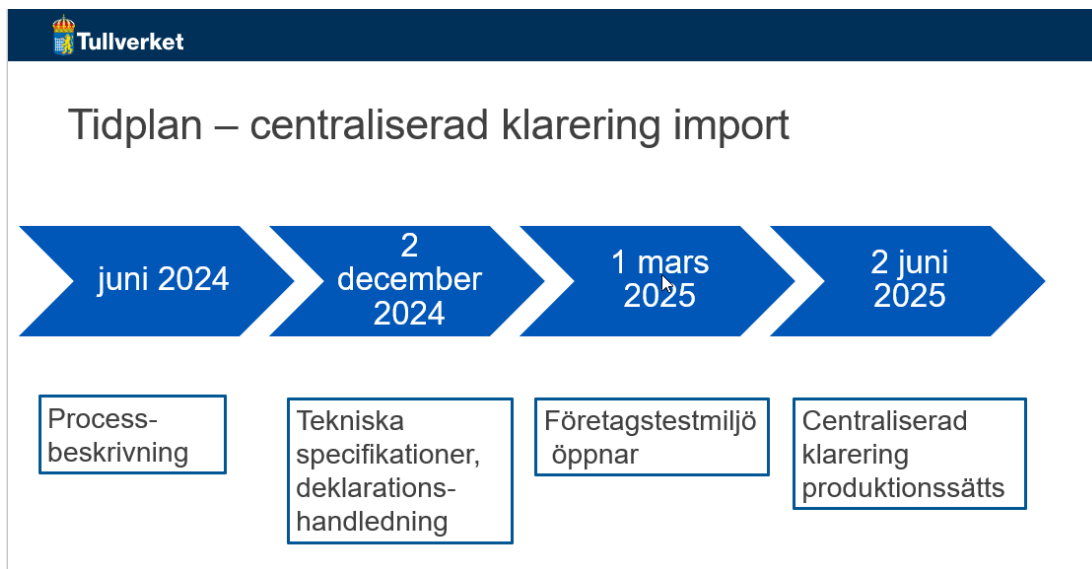 Tullverket
Tidplan – centraliserad klarering import
juni 2024
2
december
2024
1 mars
2025
2 juni
2025
Process-
beskrivning
Tekniska
specifikationer,
deklarations-
handledning
Företagstestmiljö
öppnar
Centraliserad
klarering
produktionssätts